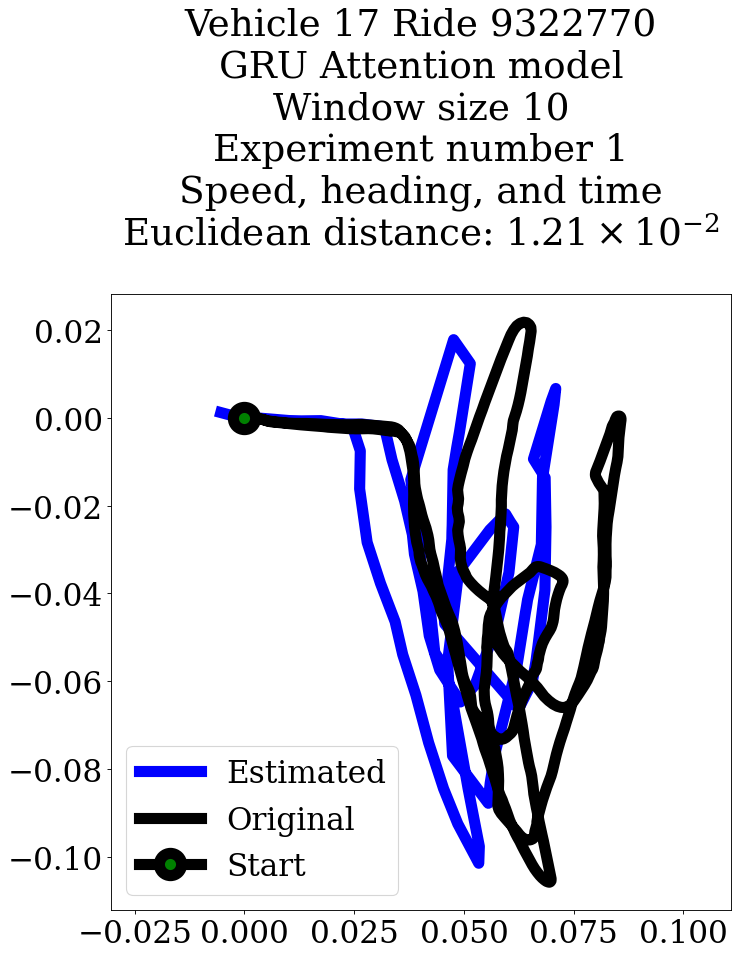 Vehicle 17 Ride 9322770
GRU Attention model
Window size 10
Experiment number 1
Speed, heading, and time
Euclidean distance: 1.21 × 10⁻²
0.02
0.00
−0.02
−0.04
−0.06
−0.08
−0.10
Estimated
Original
Start
−0.025 0.000 0.025 0.050 0.075 0.100